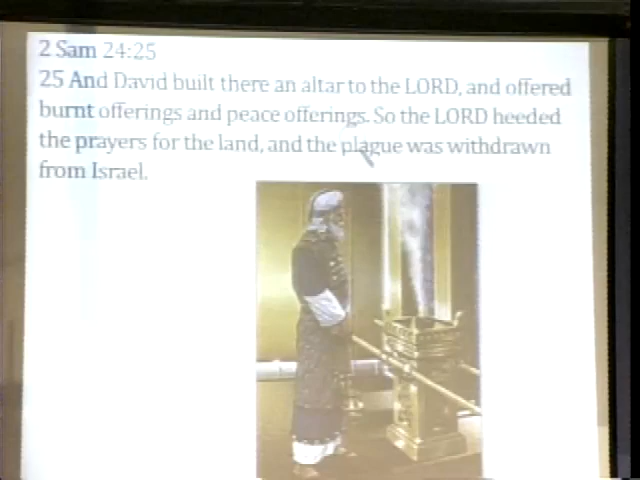 2 Sam 24:25
25 And David built there an altar to the LORD, and offered
burnt offerings and peace offerings. So the LORD heeded
the prayers for the land, and the plague was withdrawn
from Israel.